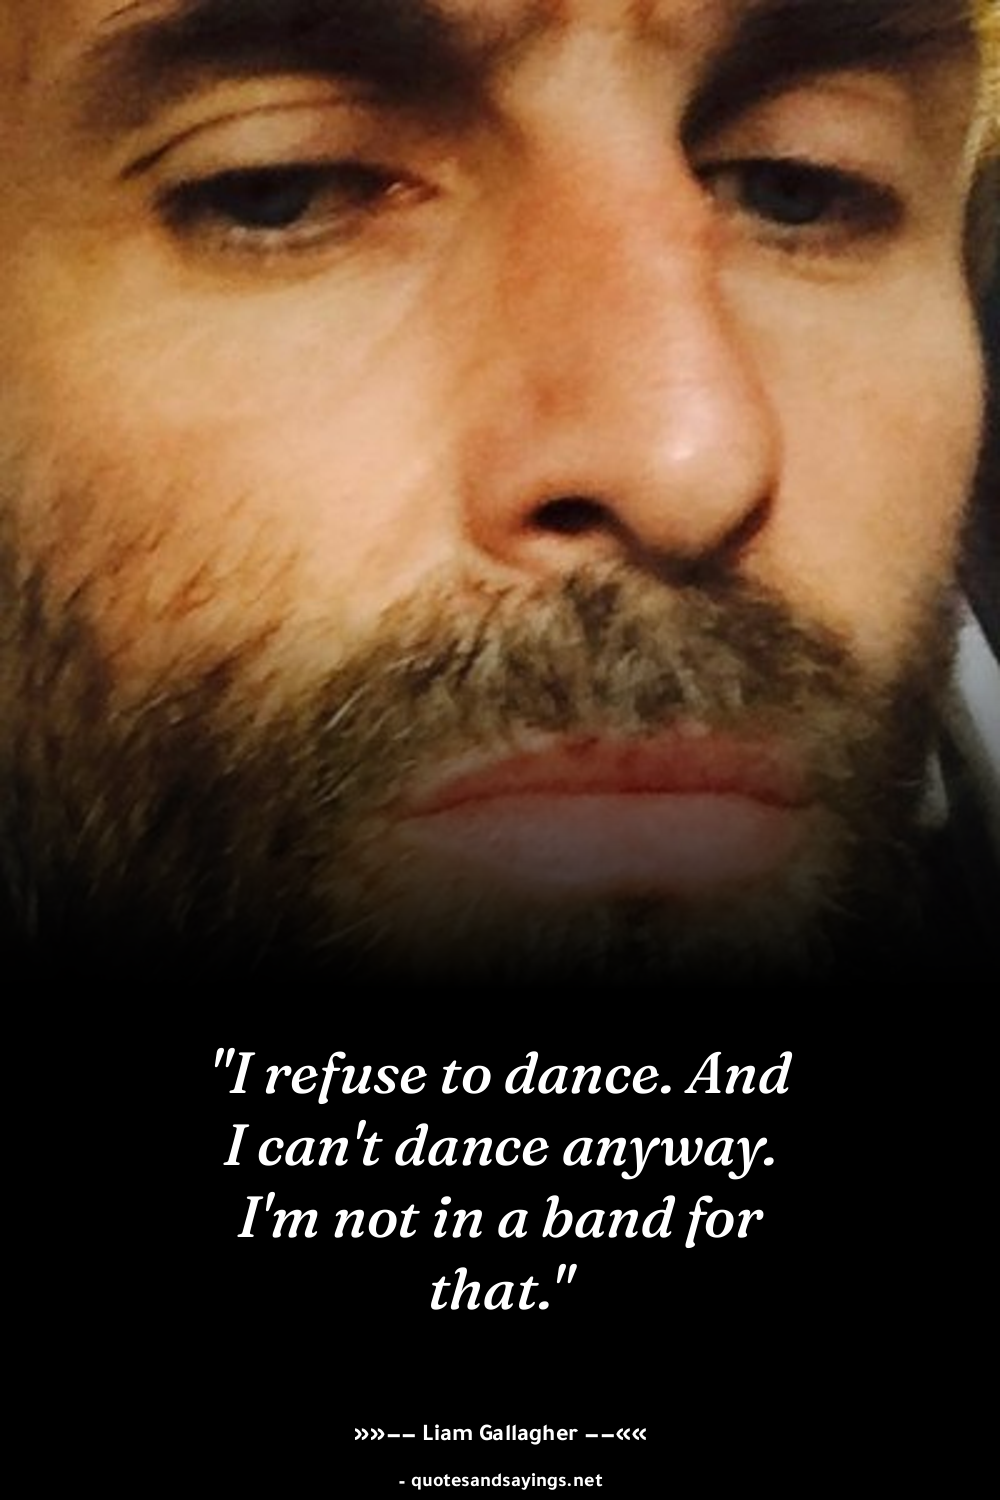 "I refuse to dance. And
I can't dance anyway.
I'm not in a band for
that."
»»–– Liam Gallagher ––««
- quotesandsayings.net